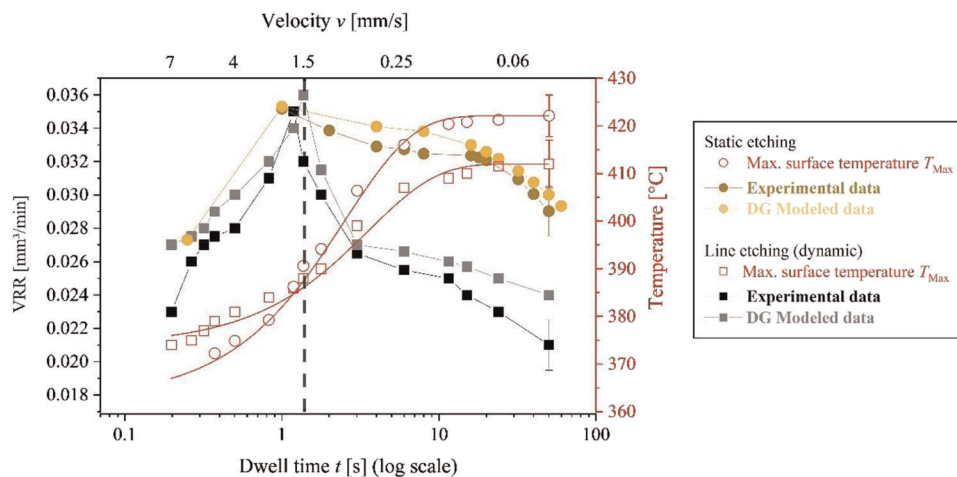 Velocity v [mm/s]
7 4 1.5 0.25 0.06
0.036
0.034
0.032
0.030
0.028
0.026
0.024
0.022
0.020
0.018
VRR [mm³/min]
430
420
410
400
390
380
370
360
Temperature [°C]
0.1 1 10 100
Dwell time t [s] (log scale)
Static etching
Max. surface temperature TMax
Experimental data
DG Modeled data
Line etching (dynamic)
Max. surface temperature TMax
Experimental data
DG Modeled data